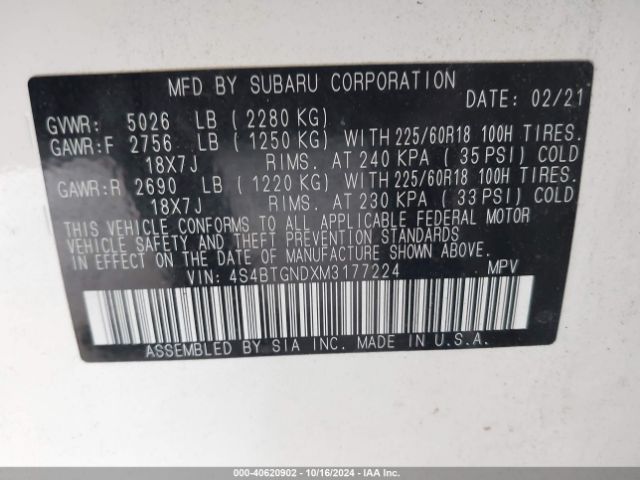 MFD BY SUBARU CORPORATION
DATE: 02/21
GVWR: 5026 LB ( 2280 KG)
GAWR:F 2756 LB ( 1250 KG) WITH 225/60R18 100H TIRES.
18X7J RIMS. AT 240 KPA ( 35 PSI) COLD
GAWR:R 2690 LB ( 1220 KG) WITH 225/60R18 100H TIRES.
18X7J RIMS. AT 230 KPA ( 33 PSI) COLD
THIS VEHICLE CONFORMS TO ALL APPLICABLE FEDERAL MOTOR
VEHICLE SAFETY AND THEFT PREVENTION STANDARDS
IN EFFECT ON THE DATE OF MANUFACTURE SHOWN ABOVE.
VIN: 4S4BTGNDXM3177224 MPV
ASSEMBLED BY SIA INC. MADE IN U.S.A.
000-40620902 - 10/16/2024 - IAA Inc.